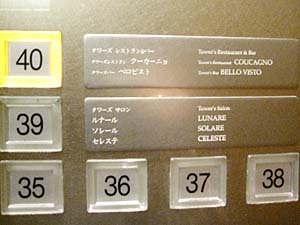 40
タワーズ レストラン&バー Tower's Restaurant & Bar
タワーズレストラン クーカーニョ Tower's Restaurant COUCAGNO
タワーズバー ベロビスト Tower's Bar BELLO VISTO
39
タワーズ サロン Tower's Salon
ルナール LUNARE
ソレール SOLARE
セレステ CELESTE
35 36 37 38